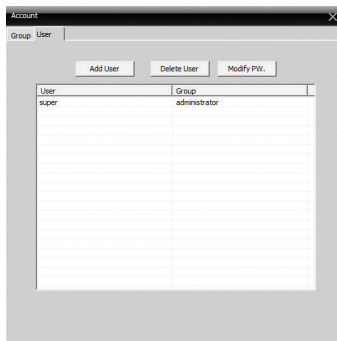 Account
Group User
Add User Delete User Modify PW.
User Group
super administrator